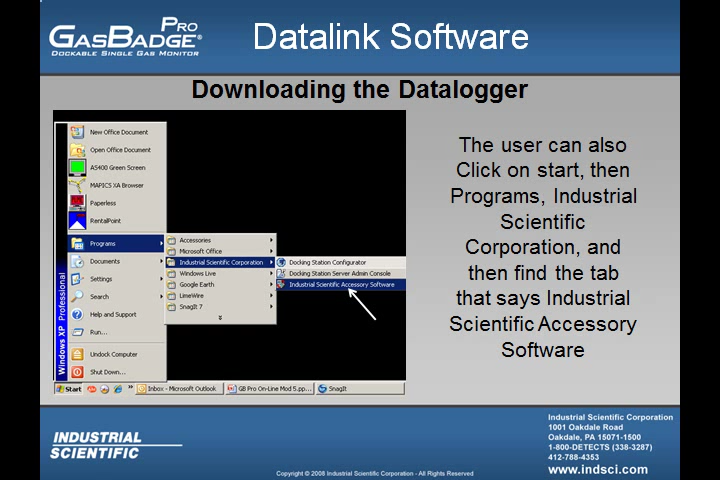 GASBADGE® PRO
DOCKABLE SINGLE GAS MONITOR
Datalink Software
Downloading the Datalogger
New Office Document
Open Office Document
AS400 Green Screen
MAPICS XA Browser
Paperless
RentalPoint
Programs
Documents
Settings
Search
Help and Support
Run...
Undock Computer
Shut Down...
Windows XP Professional
Accessories
Microsoft Office
Industrial Scientific Corporation
Windows Live
Google Earth
LimeWire
SnagIt 7
Docking Station Configurator
Docking Station Server Admin Console
Industrial Scientific Accessory Software
Start
Inbox - Microsoft Outlook
GB Pro On-Line Mod 5.pp...
SnagIt
The user can also
Click on start, then
Programs, Industrial
Scientific
Corporation, and
then find the tab
that says Industrial
Scientific Accessory
Software
INDUSTRIAL
SCIENTIFIC
Copyright © 2008 Industrial Scientific Corporation - All Rights Reserved
Industrial Scientific Corporation
1001 Oakdale Road
Oakdale, PA 15071-1500
1-800-DETECTS (338-3287)
412-788-4353
www.indsci.com